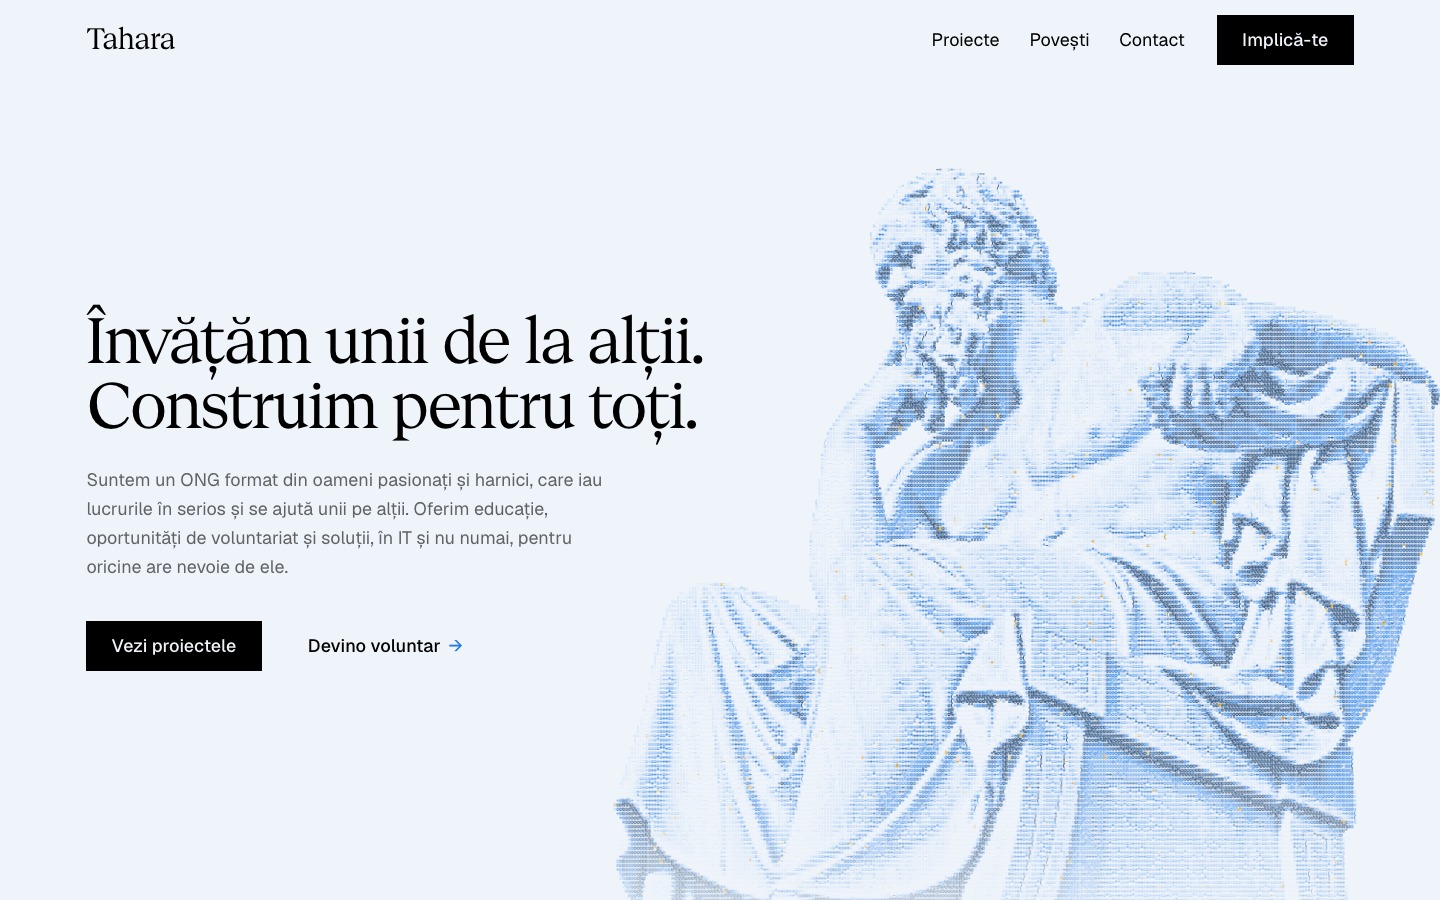 Tahara
Proiecte
Povești
Contact
Implică-te
Învățăm unii de la alții.
Construim pentru toți.
Suntem un ONG format din oameni pasionați și harnici, care iau
lucrurile în serios și se ajută unii pe alții. Oferim educație,
oportunități de voluntariat și soluții, în IT și nu numai, pentru
oricine are nevoie de ele.
Vezi proiectele
Devino voluntar →